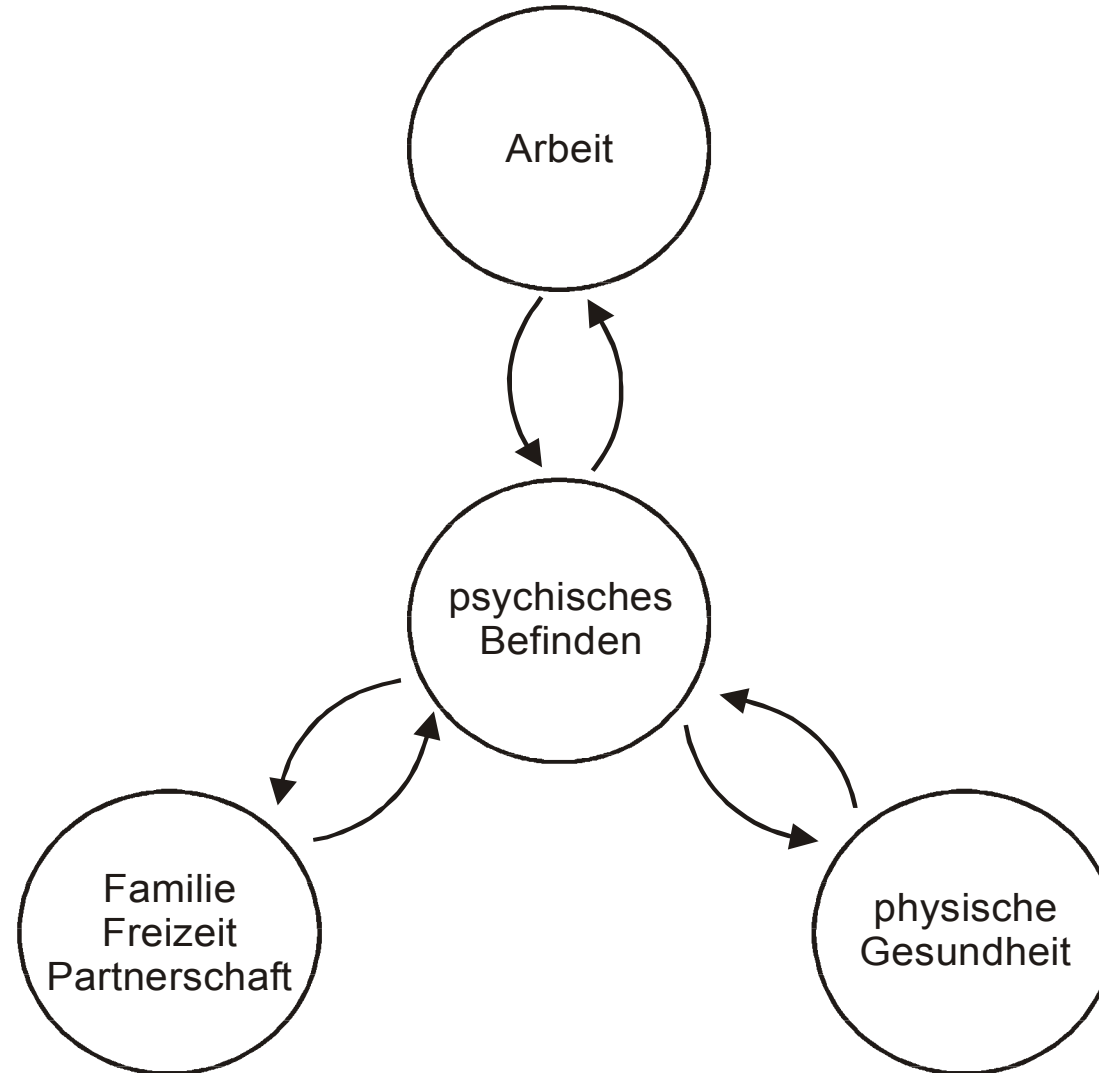 Arbeit
psychisches
Befinden
Familie
Freizeit
Partnerschaft
physische
Gesundheit